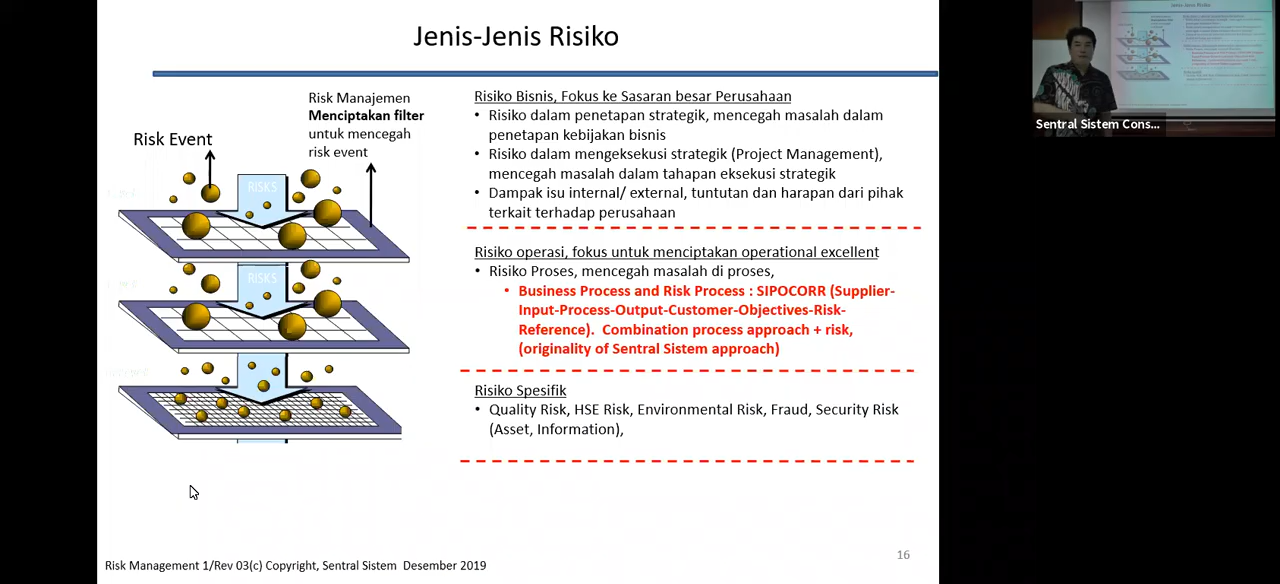 Jenis-Jenis Risiko
Risk Manajemen
Menciptakan filter
untuk mencegah
risk event
Risk Event
RISKS
RISKS
Risiko Bisnis, Fokus ke Sasaran besar Perusahaan
• Risiko dalam penetapan strategik, mencegah masalah dalam
penetapan kebijakan bisnis
• Risiko dalam mengeksekusi strategik (Project Management),
mencegah masalah dalam tahapan eksekusi strategik
• Dampak isu internal/ external, tuntutan dan harapan dari pihak
terkait terhadap perusahaan
Risiko operasi, fokus untuk menciptakan operational excellent
• Risiko Proses, mencegah masalah di proses,
• Business Process and Risk Process : SIPOCORR (Supplier-
Input-Process-Output-Customer-Objectives-Risk-
Reference). Combination process approach + risk,
(originality of Sentral Sistem approach)
Risiko Spesifik
• Quality Risk, HSE Risk, Environmental Risk, Fraud, Security Risk
(Asset, Information),
16
Risk Management 1/Rev 03(c) Copyright, Sentral Sistem Desember 2019
Jenis-Jenis Risiko
Sentral Sistem Cons...